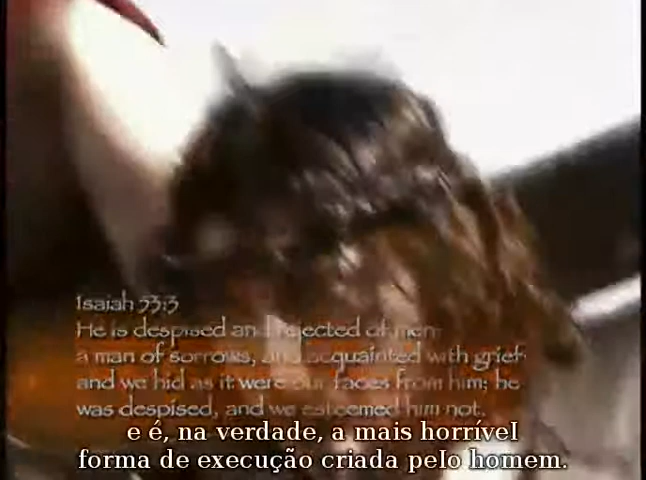 Isaiah 53:3
He is despised and rejected of men;
a man of sorrows, and acquainted with grief:
and we hid as it were our faces from him; he
was despised, and we esteemed him not.
e é, na verdade, a mais horríveI
forma de execução criada peIo homem.